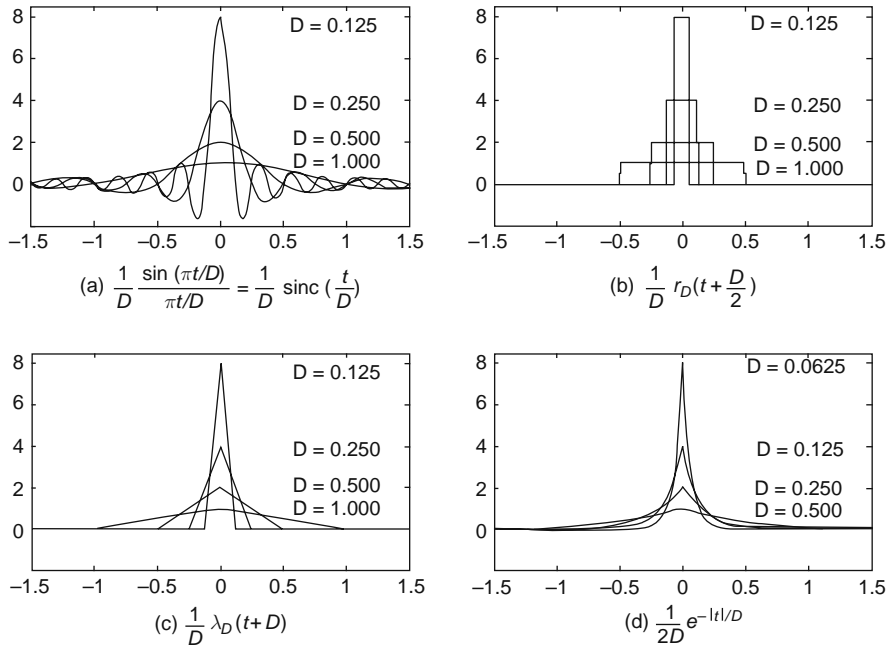 8
6
4
2
0
D = 0.125
D = 0.250
D = 0.500
D = 1.000
−1.5 −1 −0.5 0 0.5 1 1.5
(a) 1/D sin (πt/D)/πt/D = 1/D sinc (t/D)
8
6
4
2
0
D = 0.125
D = 0.250
D = 0.500
D = 1.000
−1.5 −1 −0.5 0 0.5 1 1.5
(b) 1/D r_D(t + D/2)
8
6
4
2
0
D = 0.125
D = 0.250
D = 0.500
D = 1.000
−1.5 −1 −0.5 0 0.5 1 1.5
(c) 1/D λ_D(t+D)
8
6
4
2
0
D = 0.0625
D = 0.125
D = 0.250
D = 0.500
−1.5 −1 −0.5 0 0.5 1 1.5
(d) 1/2D e^−|t|/D